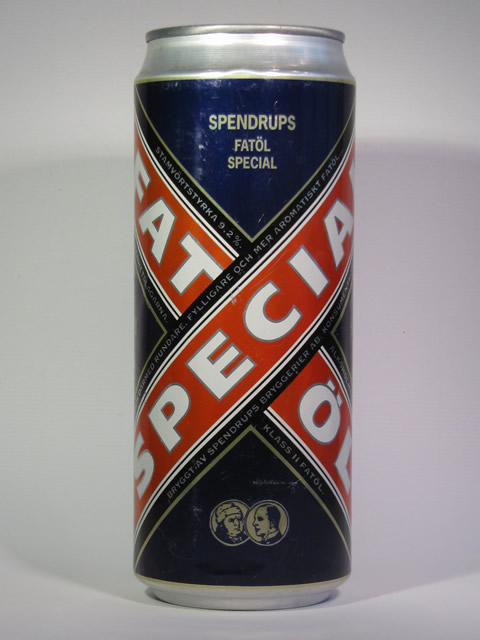 SPENDRUPS
FATÖL
SPECIAL
STAMVÖRTSTYRKA 9,2%.
FAT
RUNDARE, FYLLIGARE OCH MER AROMATISKT FATÖL
SPECIAL
BRYGGT AV SPENDRUPS BRYGGERIER AB.
ÖL
KLASS II FATÖL.